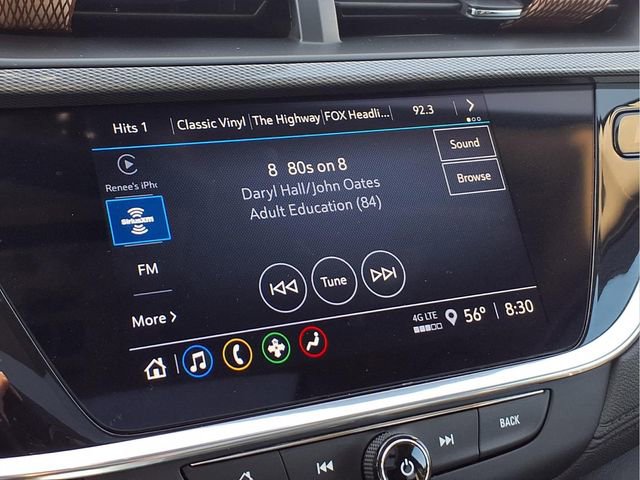 Hits 1 Classic Vinyl The Highway FOX Headli... 92.3
Renee's iPho
SiriusXM
FM
More
8 80s on 8
Daryl Hall/John Oates
Adult Education (84)
Sound
Browse
Tune
4G LTE
56° 8:30
BACK